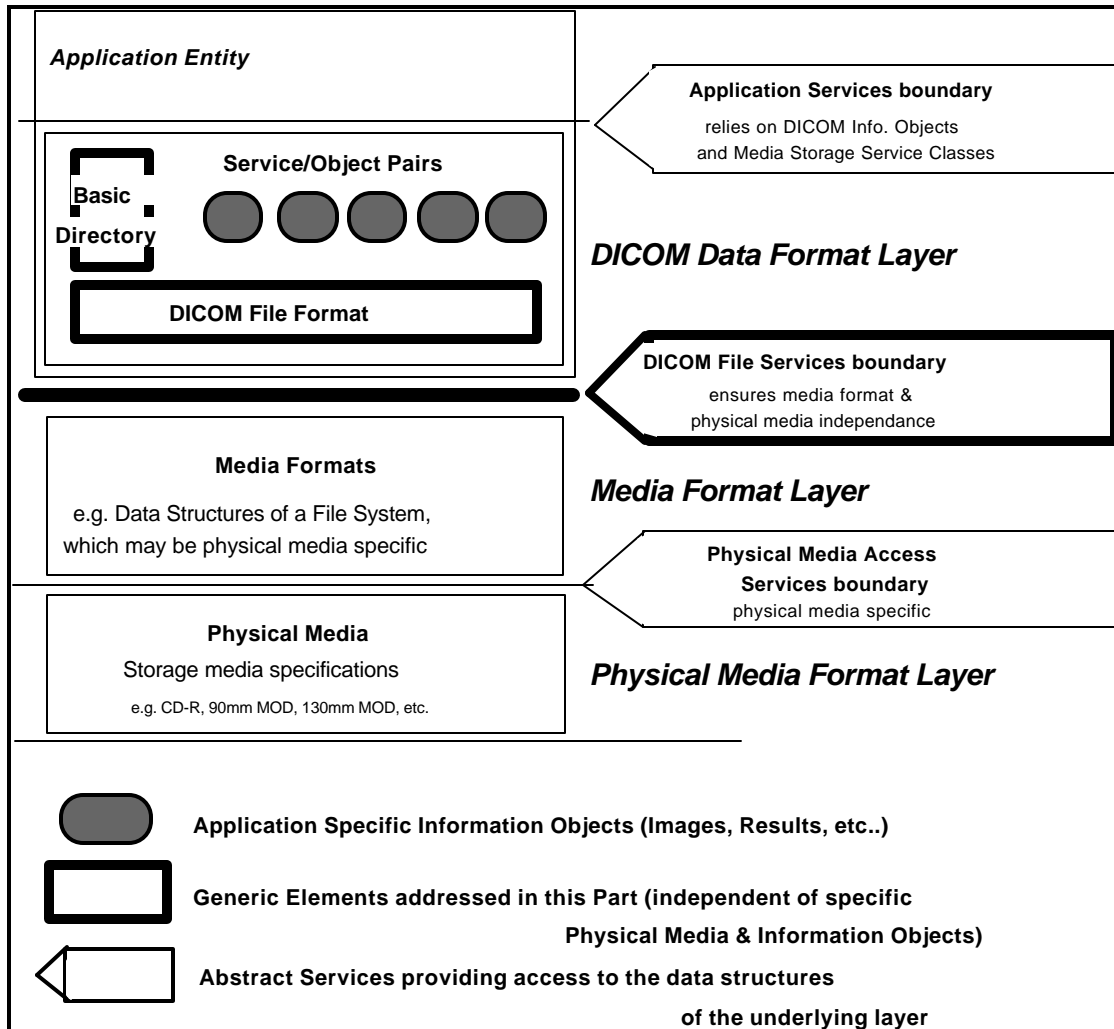 Application Entity
Application Services boundary
relies on DICOM Info. Objects
and Media Storage Service Classes
Service/Object Pairs
Basic
Directory
DICOM Data Format Layer
DICOM File Format
DICOM File Services boundary
ensures media format &
physical media independance
Media Formats
e.g. Data Structures of a File System,
which may be physical media specific
Media Format Layer
Physical Media Access
Services boundary
physical media specific
Physical Media
Storage media specifications
e.g. CD-R, 90mm MOD, 130mm MOD, etc.
Physical Media Format Layer
Application Specific Information Objects (Images, Results, etc..)
Generic Elements addressed in this Part (independent of specific
Physical Media & Information Objects)
Abstract Services providing access to the data structures
of the underlying layer